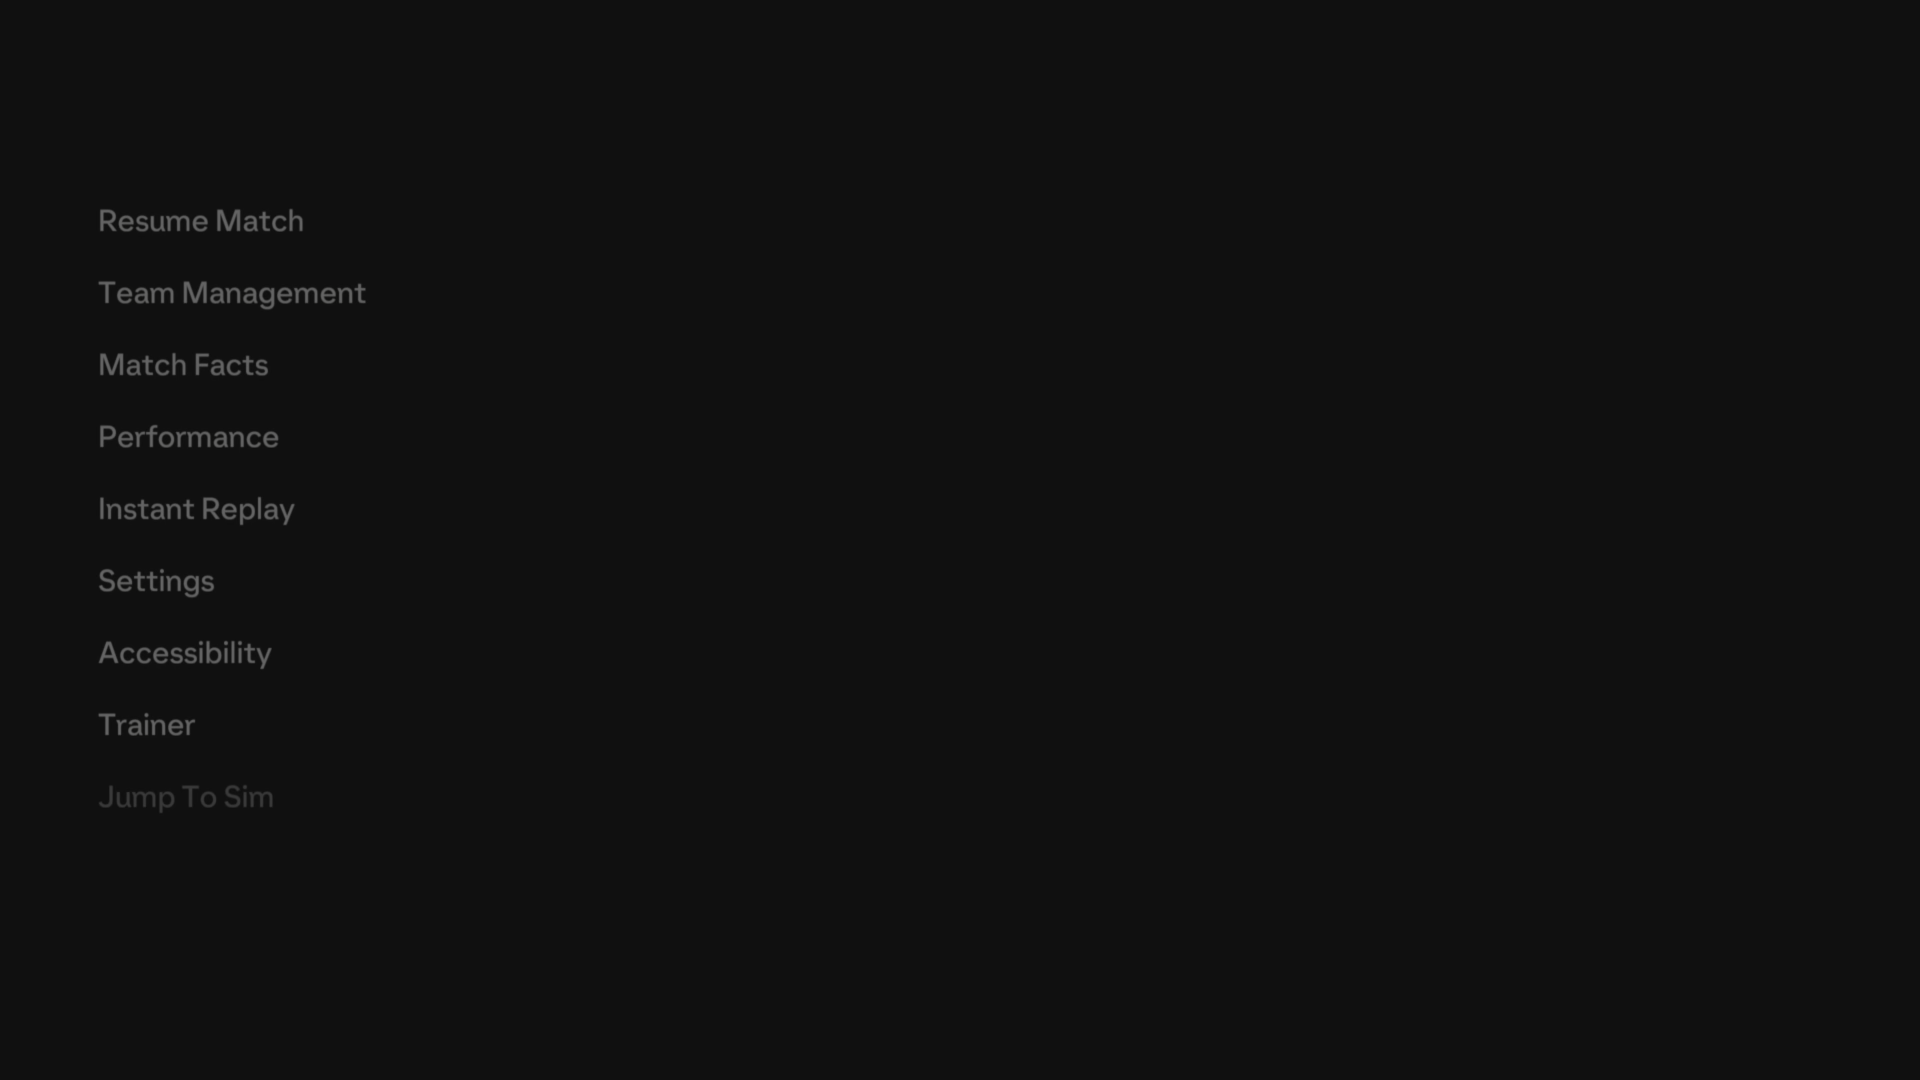 Resume Match
Team Management
Match Facts
Performance
Instant Replay
Settings
Accessibility
Trainer
Jump To Sim